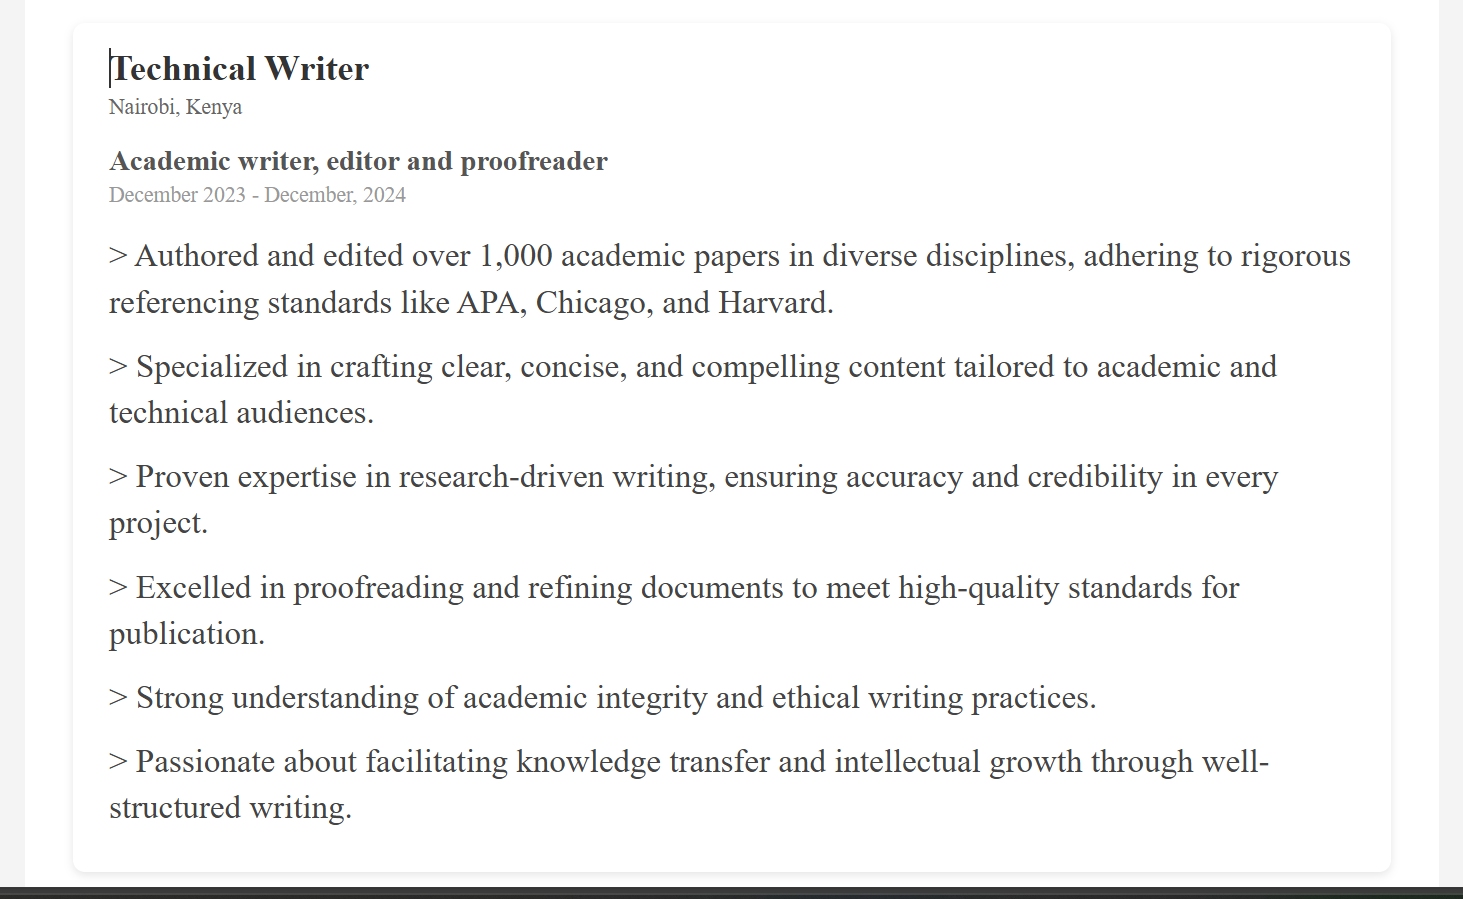 Technical Writer
Nairobi, Kenya
Academic writer, editor and proofreader
December 2023 - December, 2024
> Authored and edited over 1,000 academic papers in diverse disciplines, adhering to rigorous
referencing standards like APA, Chicago, and Harvard.
> Specialized in crafting clear, concise, and compelling content tailored to academic and
technical audiences.
> Proven expertise in research-driven writing, ensuring accuracy and credibility in every
project.
> Excelled in proofreading and refining documents to meet high-quality standards for
publication.
> Strong understanding of academic integrity and ethical writing practices.
> Passionate about facilitating knowledge transfer and intellectual growth through well-
structured writing.